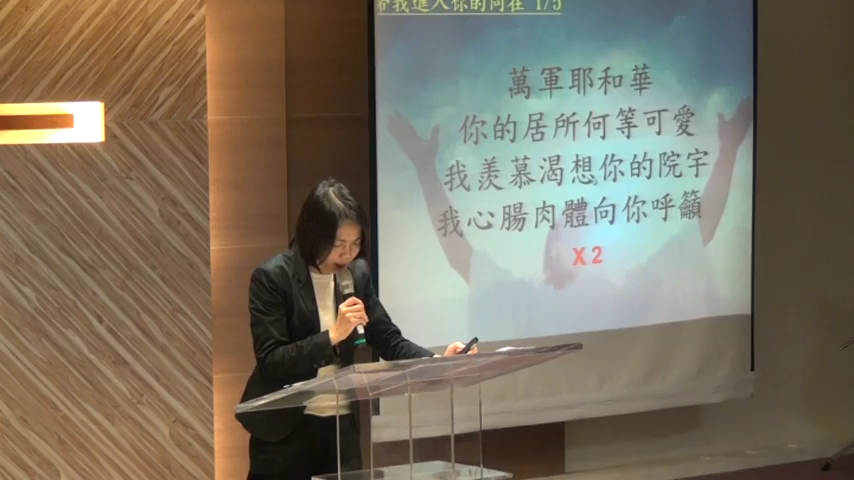 帶我進入你的同在 1/5
萬軍耶和華
你的居所何等可愛
我羨慕渴想你的院宇
我心腸肉體向你呼籲
X2